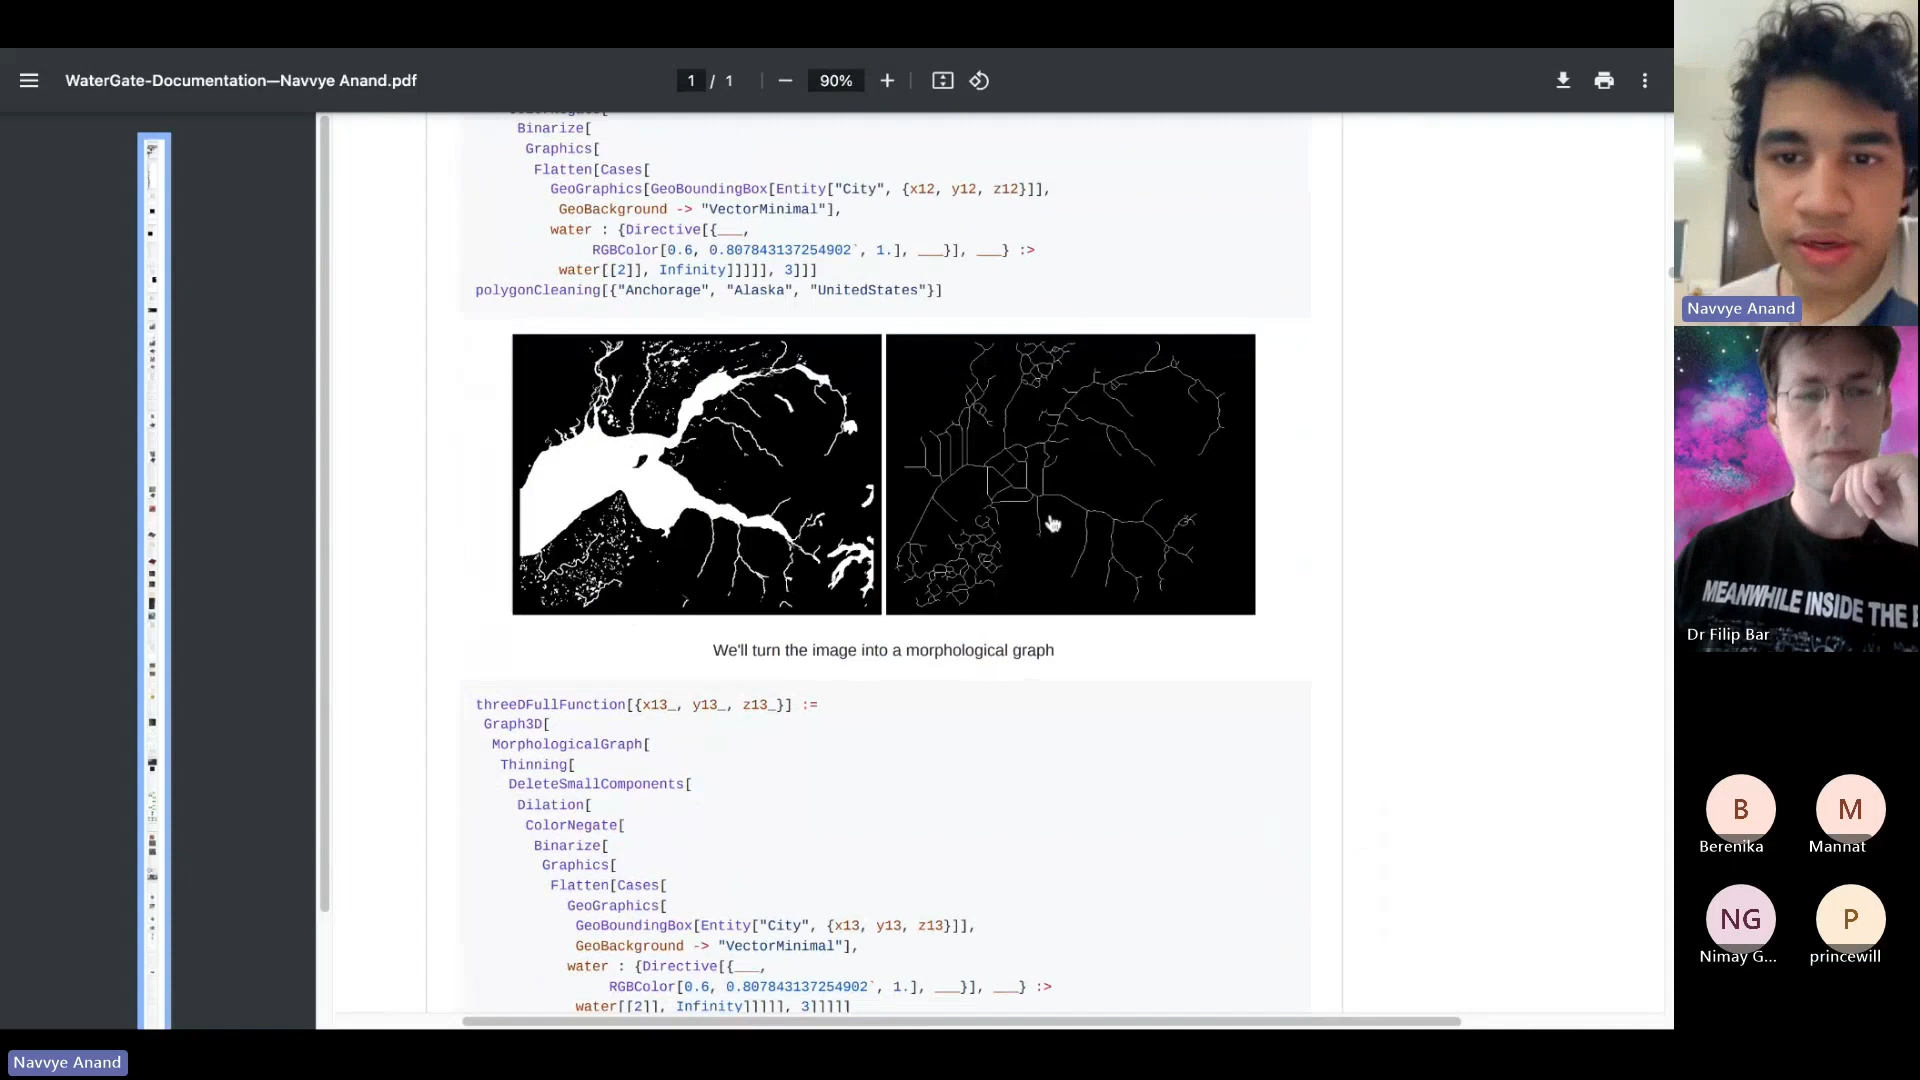 WaterGate-Documentation—Navvye Anand.pdf
1 / 1
90%
Binarize[
Graphics[
Flatten[Cases[
GeoGraphics[GeoBoundingBox[Entity["City", {x12, y12, z12}]],
GeoBackground -> "VectorMinimal"],
water : {Directive[{___,
RGBColor[0.6, 0.807843137254902`, 1.], ___}], ___} :>
water[[2]], Infinity]]]]], 3]]]
polygonCleaning[{"Anchorage", "Alaska", "UnitedStates"}]
We'll turn the image into a morphological graph
threeDFullFunction[{x13_, y13_, z13_}] :=
Graph3D[
MorphologicalGraph[
Thinning[
DeleteSmallComponents[
Dilation[
ColorNegate[
Binarize[
Graphics[
Flatten[Cases[
GeoGraphics[
GeoBoundingBox[Entity["City", {x13, y13, z13}]],
GeoBackground -> "VectorMinimal"],
water : {Directive[{___,
RGBColor[0.6, 0.807843137254902`, 1.], ___}], ___} :>
water[[2]], Infinity]]]]], 3]]]]]
Navvye Anand
MEANWHILE INSIDE THE
Dr Filip Bar
B
M
Berenika
Mannat
NG
P
Nimay G...
princewill
Navvye Anand